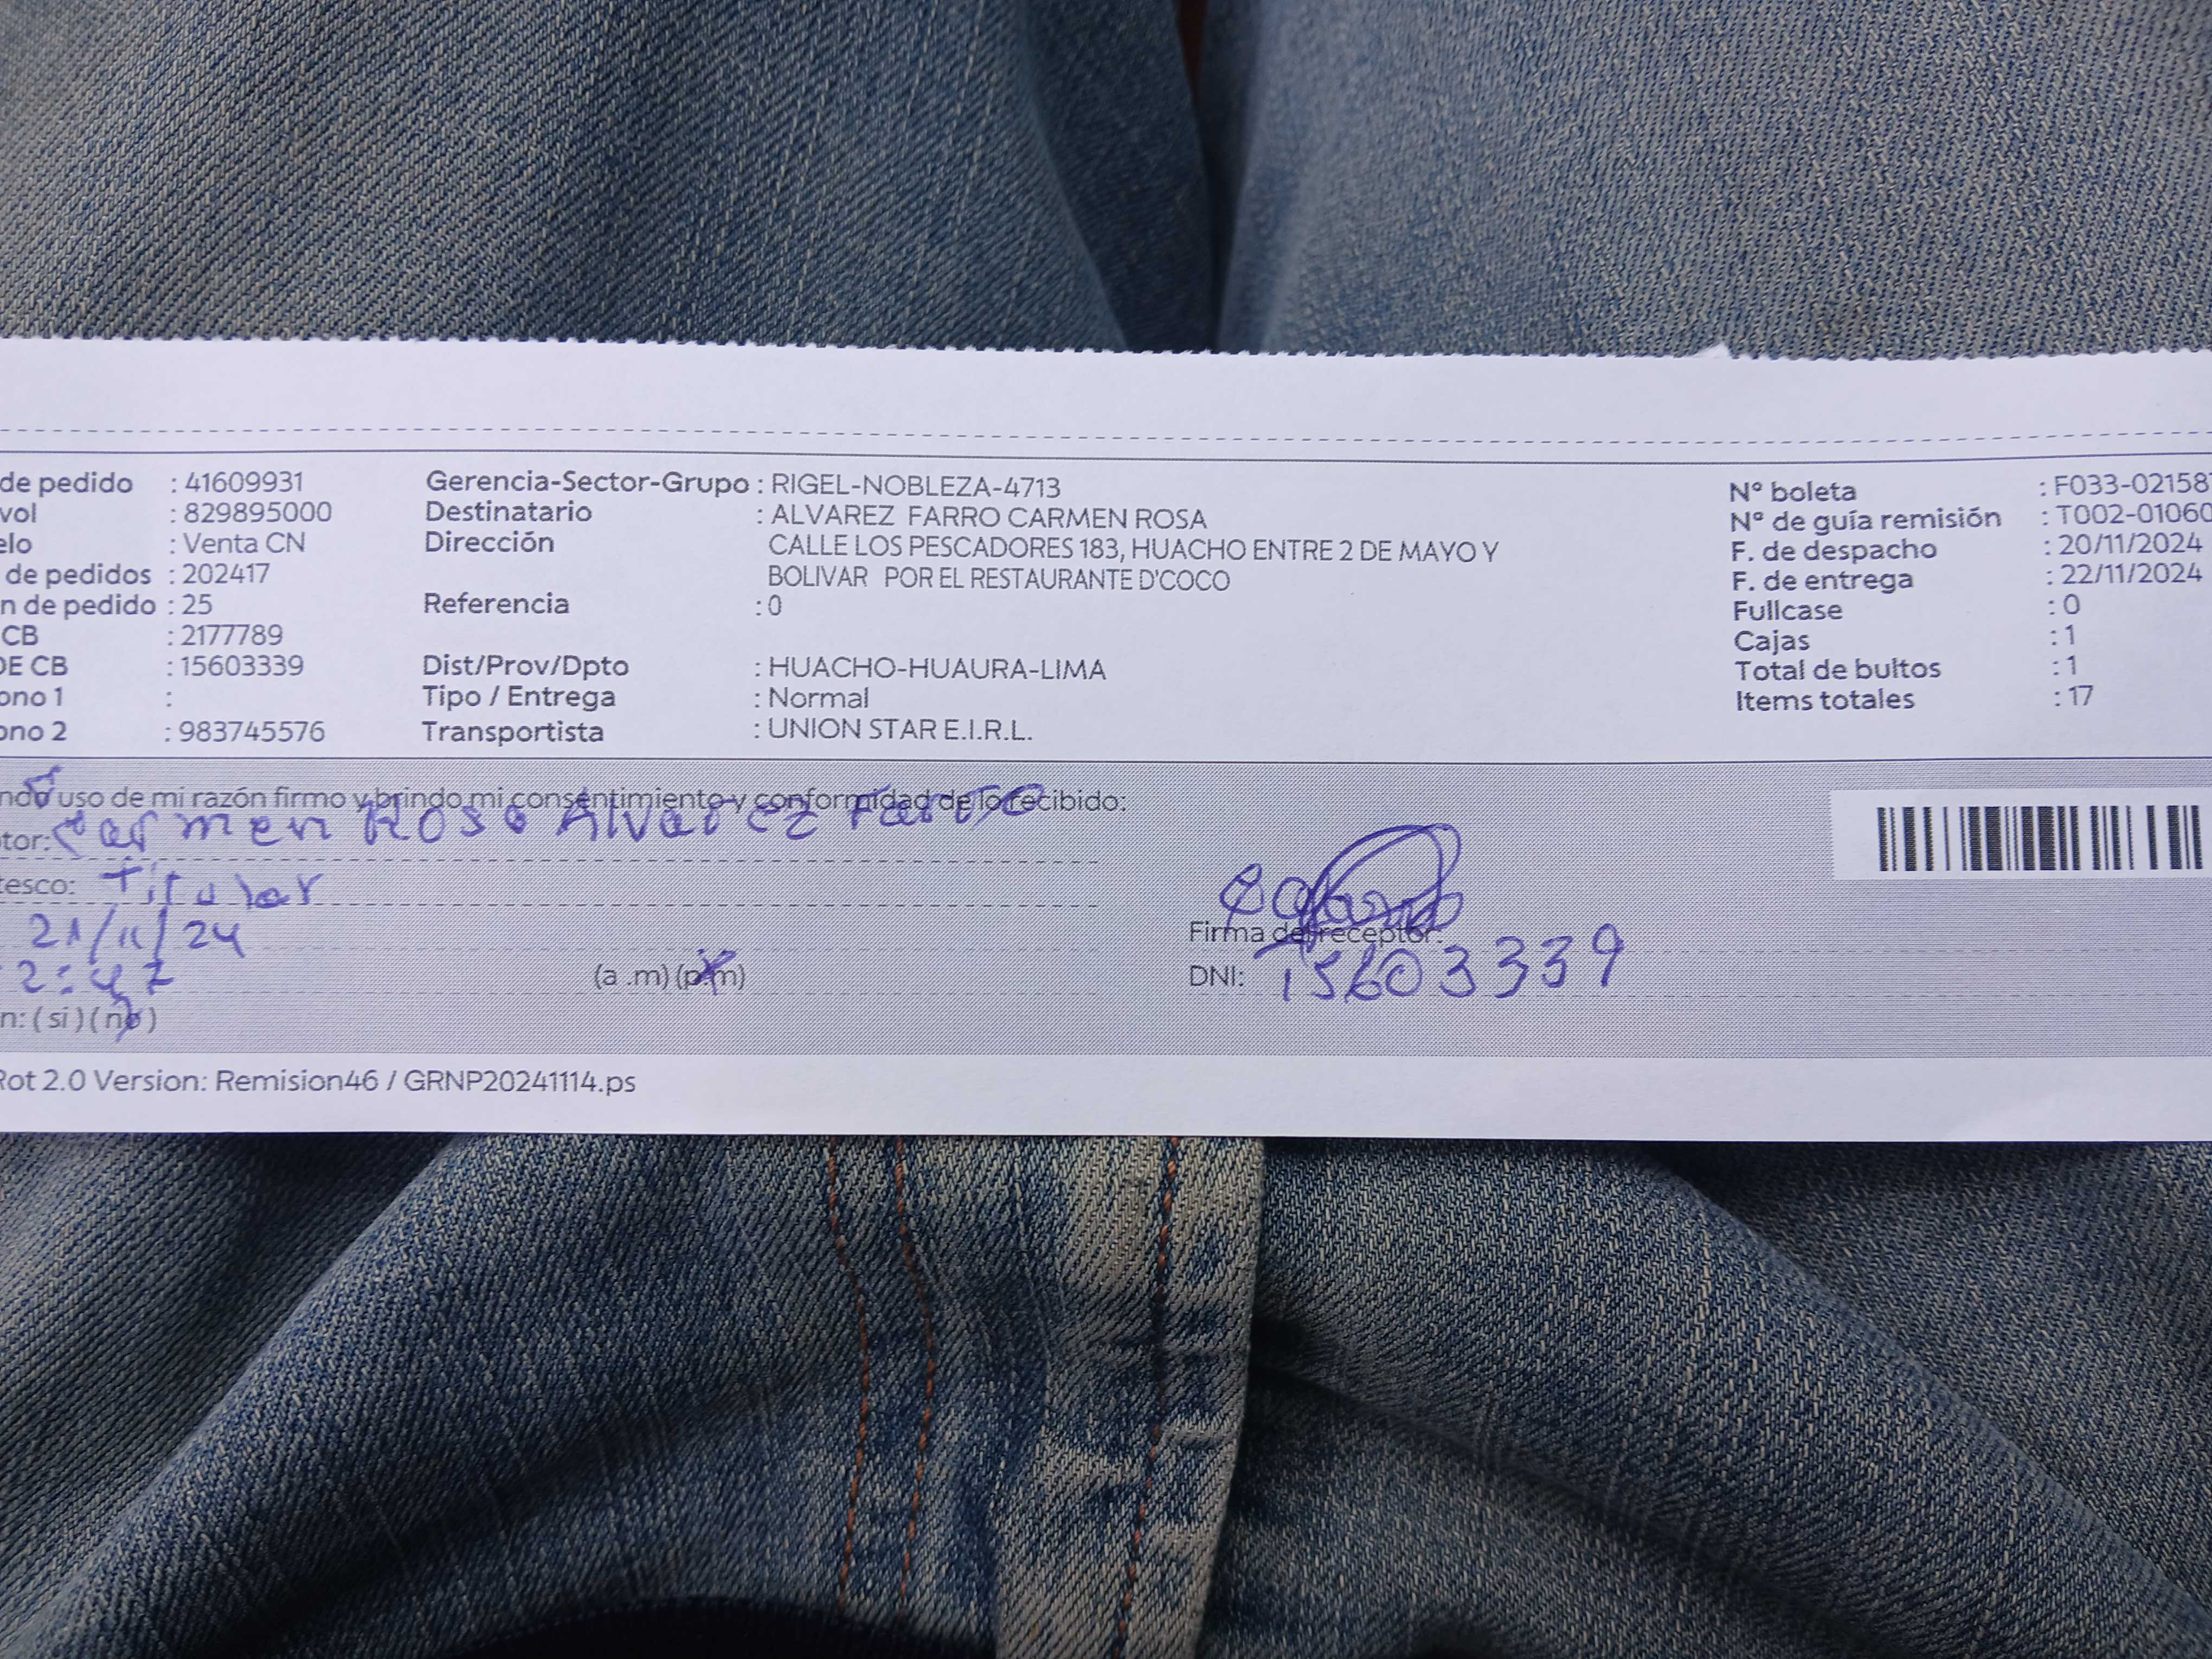 de pedido : 41609931 Gerencia-Sector-Grupo : RIGEL-NOBLEZA-4713 Nº boleta : F033-02158
vol : 829895000 Destinatario : ALVAREZ FARRO CARMEN ROSA Nº de guía remisión : T002-01060
elo : Venta CN Dirección CALLE LOS PESCADORES 183, HUACHO ENTRE 2 DE MAYO Y F. de despacho : 20/11/2024
de pedidos : 202417 BOLIVAR POR EL RESTAURANTE D'COCO F. de entrega : 22/11/2024
n de pedido : 25 Referencia : 0 Fullcase : 0
CB : 2177789 Cajas : 1
DE CB : 15603339 Dist/Prov/Dpto : HUACHO-HUAURA-LIMA Total de bultos : 1
ono 1 : Tipo / Entrega : Normal Items totales : 17
ono 2 : 983745576 Transportista : UNION STAR E.I.R.L.
uso de mi razón firmo y brindo mi consentimiento y conformidad de lo recibido:
tor: Carmen Rosa Alvarez Farro
tesco: Titular
21/11/24 Firma del receptor:
2:47 (a .m) (p.m) DNI: 15603339
n: ( si ) ( no )
Rot 2.0 Version: Remision46 / GRNP20241114.ps